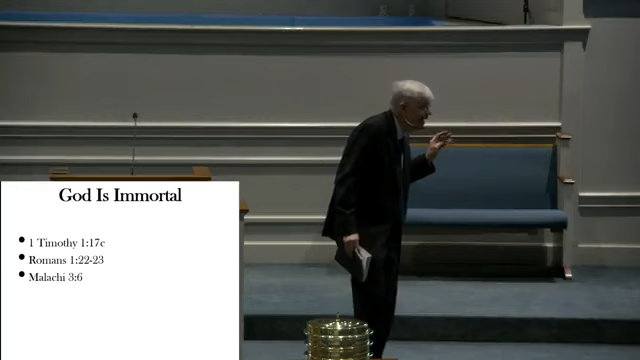 God Is Immortal
• 1 Timothy 1:17c
• Romans 1:22-23
• Malachi 3:6